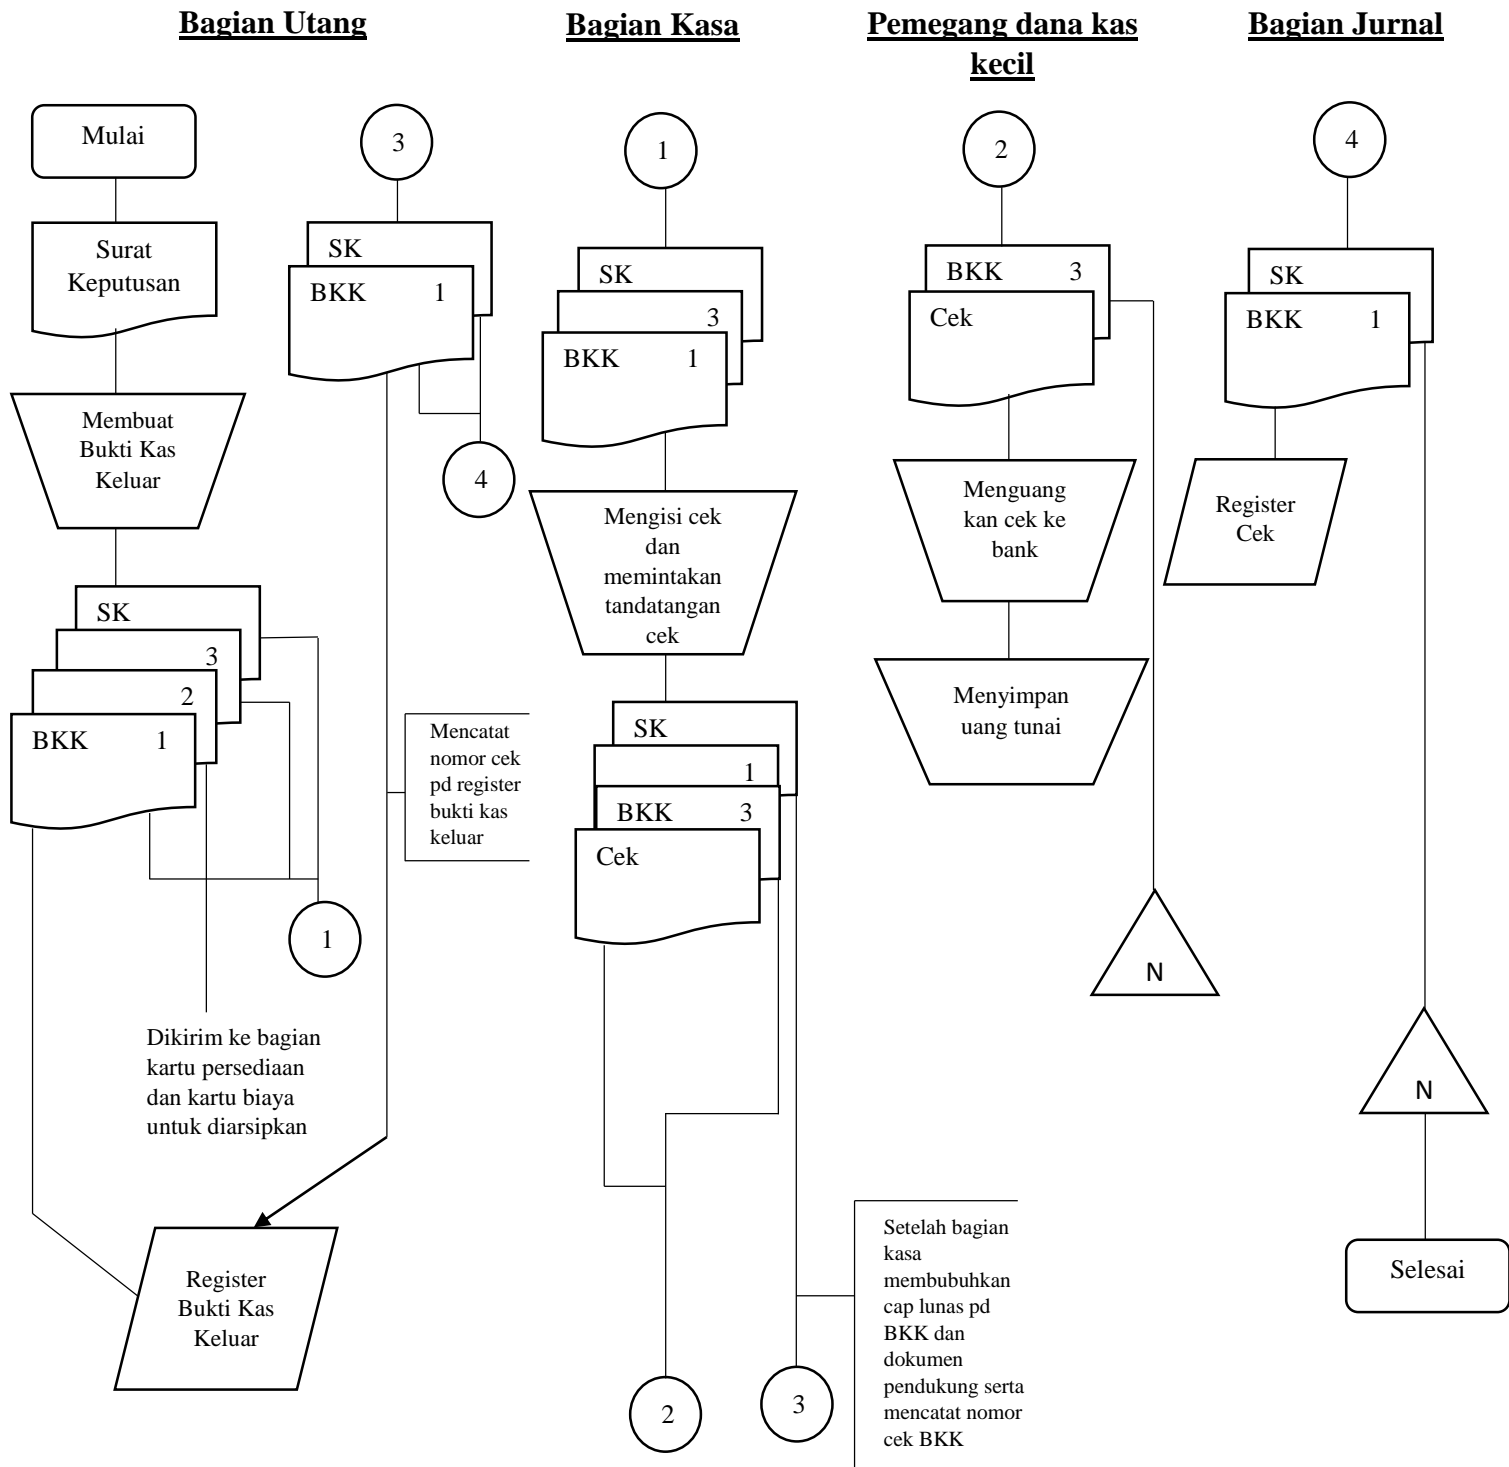 Bagian Utang
Mulai
Surat
Keputusan
Membuat
Bukti Kas
Keluar
SK
3
2
BKK 1
1
Dikirim ke bagian
kartu persediaan
dan kartu biaya
untuk diarsipkan
Register
Bukti Kas
Keluar
3
SK
BKK 1
4
Mencatat
nomor cek
pd register
bukti kas
keluar
Bagian Kasa
1
SK
3
BKK 1
Mengisi cek
dan
memintakan
tandatangan
cek
SK
1
BKK 3
Cek
2
3
Setelah bagian
kasa
membubuhkan
cap lunas pd
BKK dan
dokumen
pendukung serta
mencatat nomor
cek BKK
Pemegang dana kas
kecil
2
BKK 3
Cek
Menguang
kan cek ke
bank
Menyimpan
uang tunai
N
Bagian Jurnal
4
SK
BKK 1
Register
Cek
N
Selesai